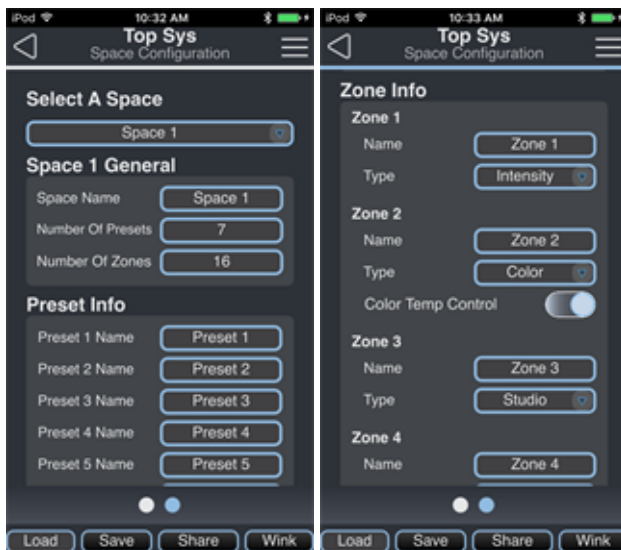 iPod 10:32 AM
Top Sys
Space Configuration
Select A Space
Space 1
Space 1 General
Space Name Space 1
Number Of Presets 7
Number Of Zones 16
Preset Info
Preset 1 Name Preset 1
Preset 2 Name Preset 2
Preset 3 Name Preset 3
Preset 4 Name Preset 4
Preset 5 Name Preset 5
Load Save Share Wink
iPod 10:33 AM
Top Sys
Space Configuration
Zone Info
Zone 1
Name Zone 1
Type Intensity
Zone 2
Name Zone 2
Type Color
Color Temp Control
Zone 3
Name Zone 3
Type Studio
Zone 4
Name Zone 4
Load Save Share Wink